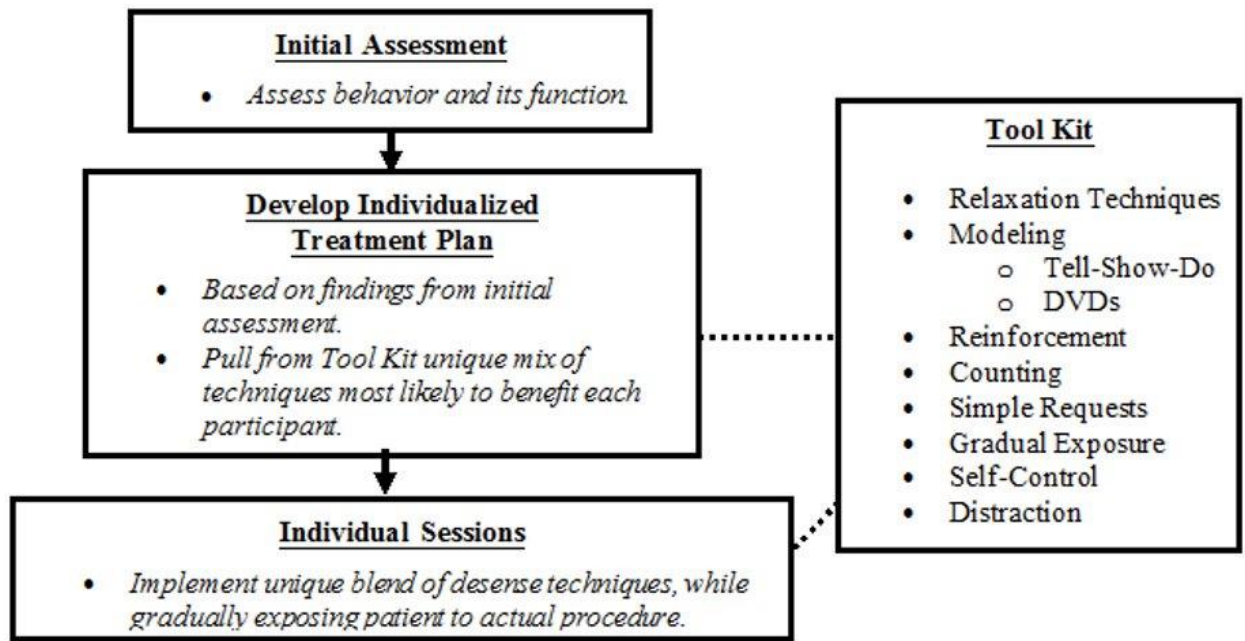 Initial Assessment
• Assess behavior and its function.
Develop Individualized
Treatment Plan
• Based on findings from initial
assessment.
• Pull from Tool Kit unique mix of
techniques most likely to benefit each
participant.
Individual Sessions
• Implement unique blend of desense techniques, while
gradually exposing patient to actual procedure.
Tool Kit
• Relaxation Techniques
• Modeling
o Tell-Show-Do
o DVDs
• Reinforcement
• Counting
• Simple Requests
• Gradual Exposure
• Self-Control
• Distraction